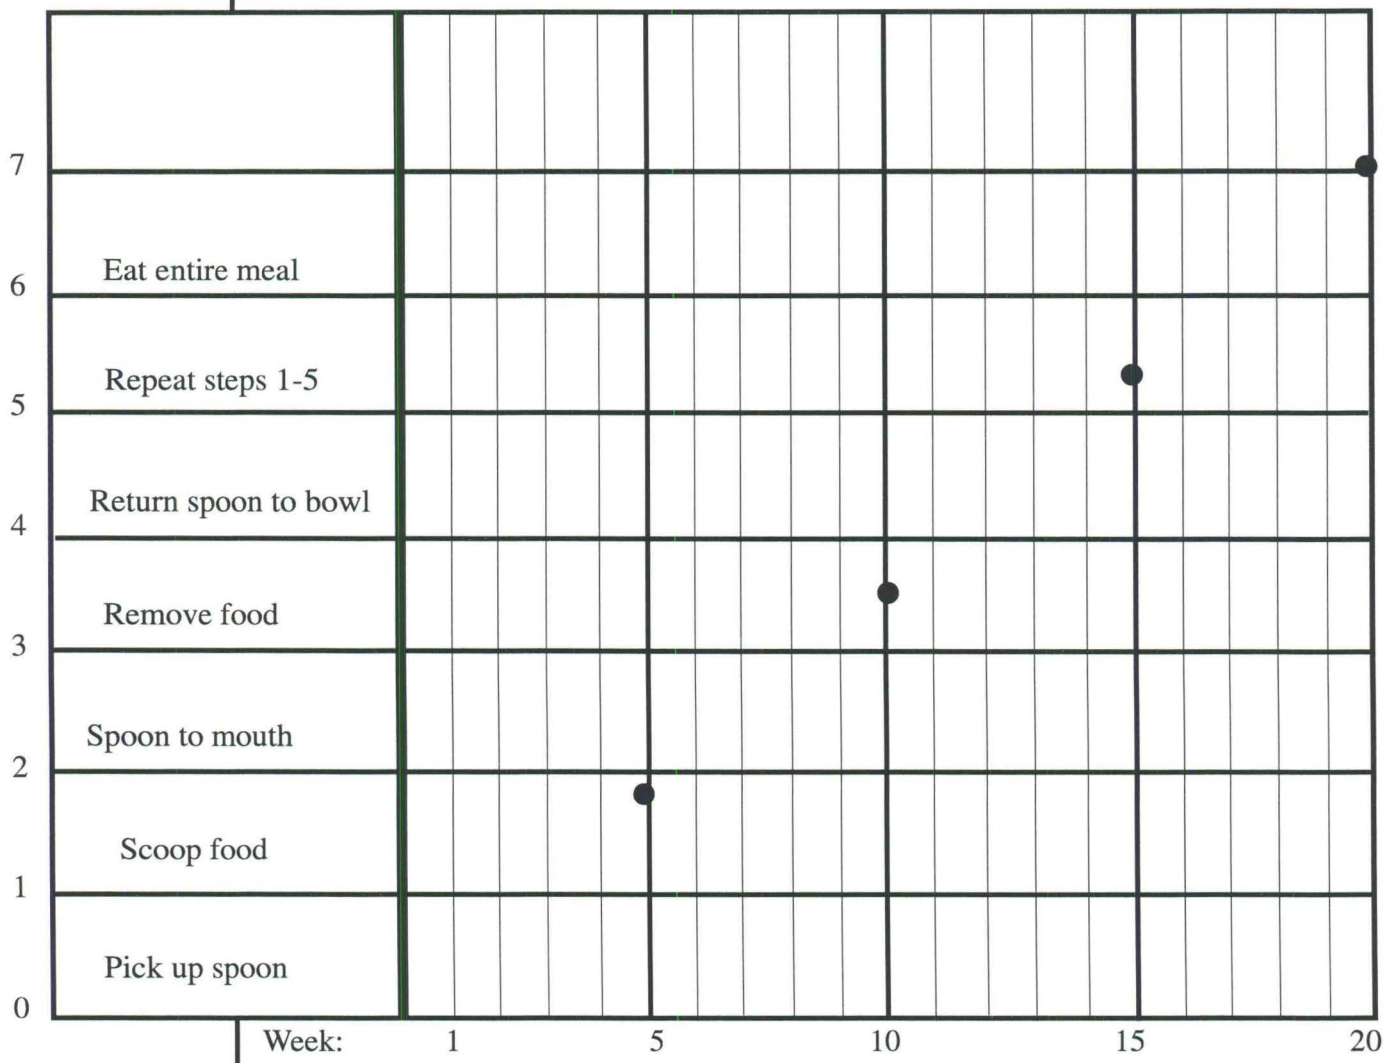 7
Eat entire meal
6
Repeat steps 1-5
5
Return spoon to bowl
4
Remove food
3
Spoon to mouth
2
Scoop food
1
Pick up spoon
0
Week: 1 5 10 15 20